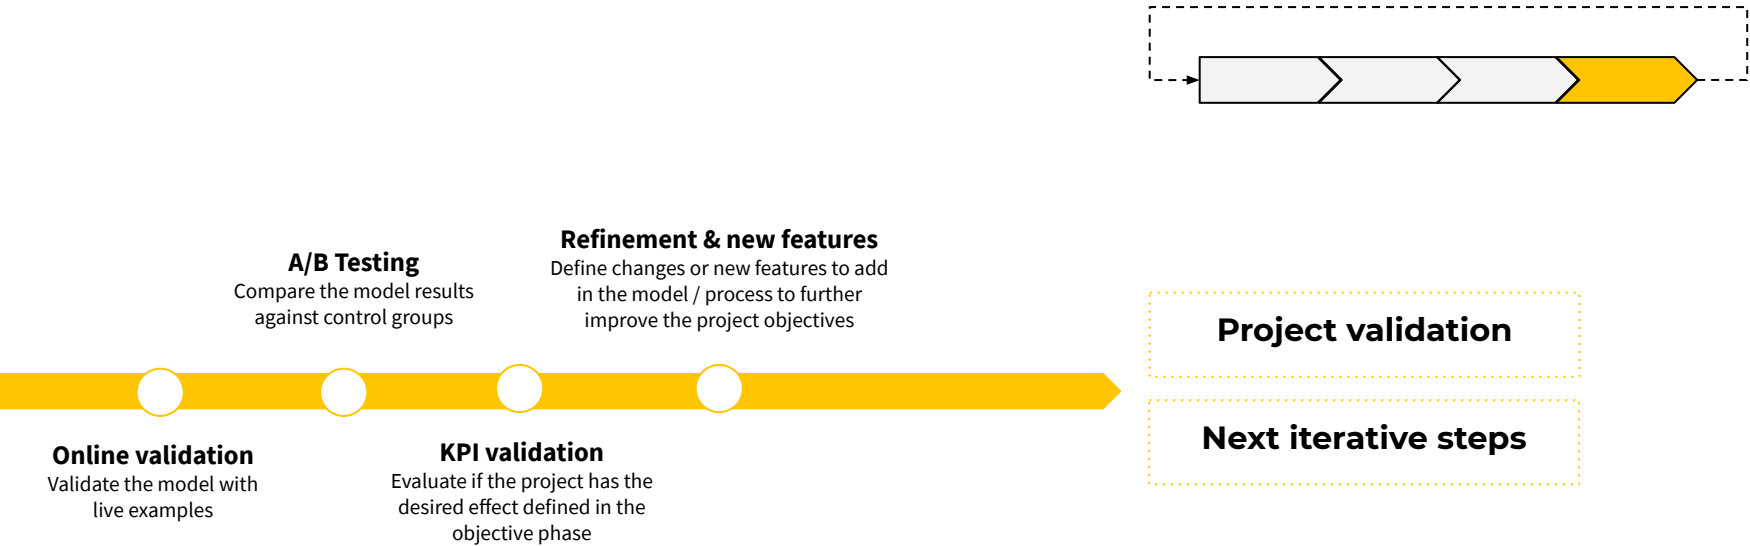 Online validation
Validate the model with
live examples
A/B Testing
Compare the model results
against control groups
KPI validation
Evaluate if the project has the
desired effect defined in the
objective phase
Refinement & new features
Define changes or new features to add
in the model / process to further
improve the project objectives
Project validation
Next iterative steps